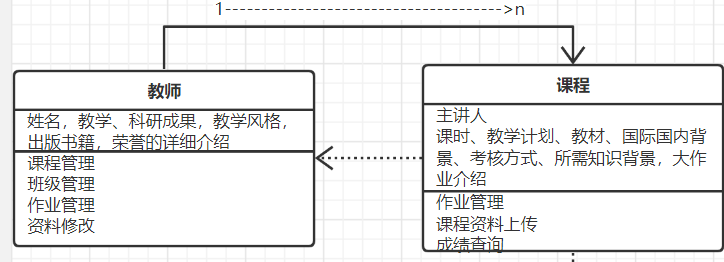 1---------------------------------->n
教师
姓名，教学、科研成果，教学风格，
出版书籍，荣誉的详细介绍
课程管理
班级管理
作业管理
资料修改
课程
主讲人
课时、教学计划、教材、国际国内背
景、考核方式、所需知识背景，大作
业介绍
作业管理
课程资料上传
成绩查询